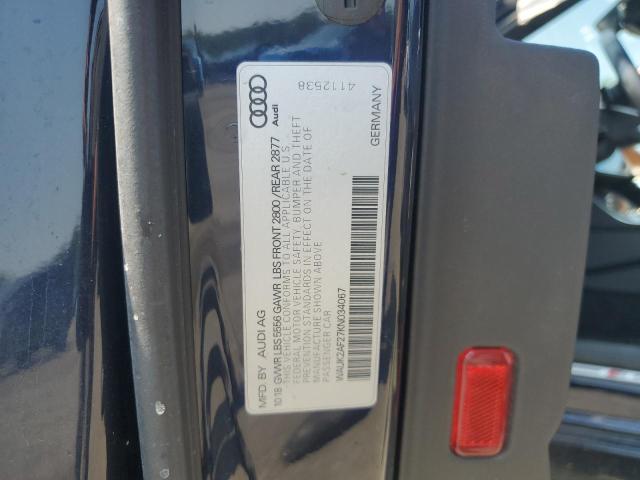 Audi
4112538
MFD. BY AUDI AG
10 18 GVWR LBS 5556 GAWR LBS FRONT 2800 / REAR 2877
THIS VEHICLE CONFORMS TO ALL APPLICABLE U.S.
FEDERAL MOTOR VEHICLE SAFETY, BUMPER AND THEFT
PREVENTION STANDARDS IN EFFECT ON THE DATE OF
MANUFACTURE SHOWN ABOVE
PASSENGER CAR
WAUK2AF27KN034067
GERMANY